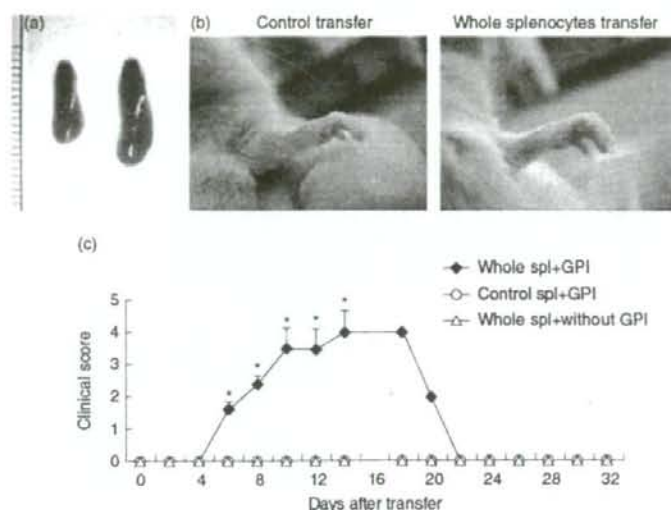 (a)
(b)
Control transfer
Whole splenocytes transfer
(c)
Whole spl+GPI
Control spl+GPI
Whole spl+without GPI
Clinical score
5
4
3
2
1
0
* * * * *
0 4 8 12 16 20 24 28 32
Days after transfer